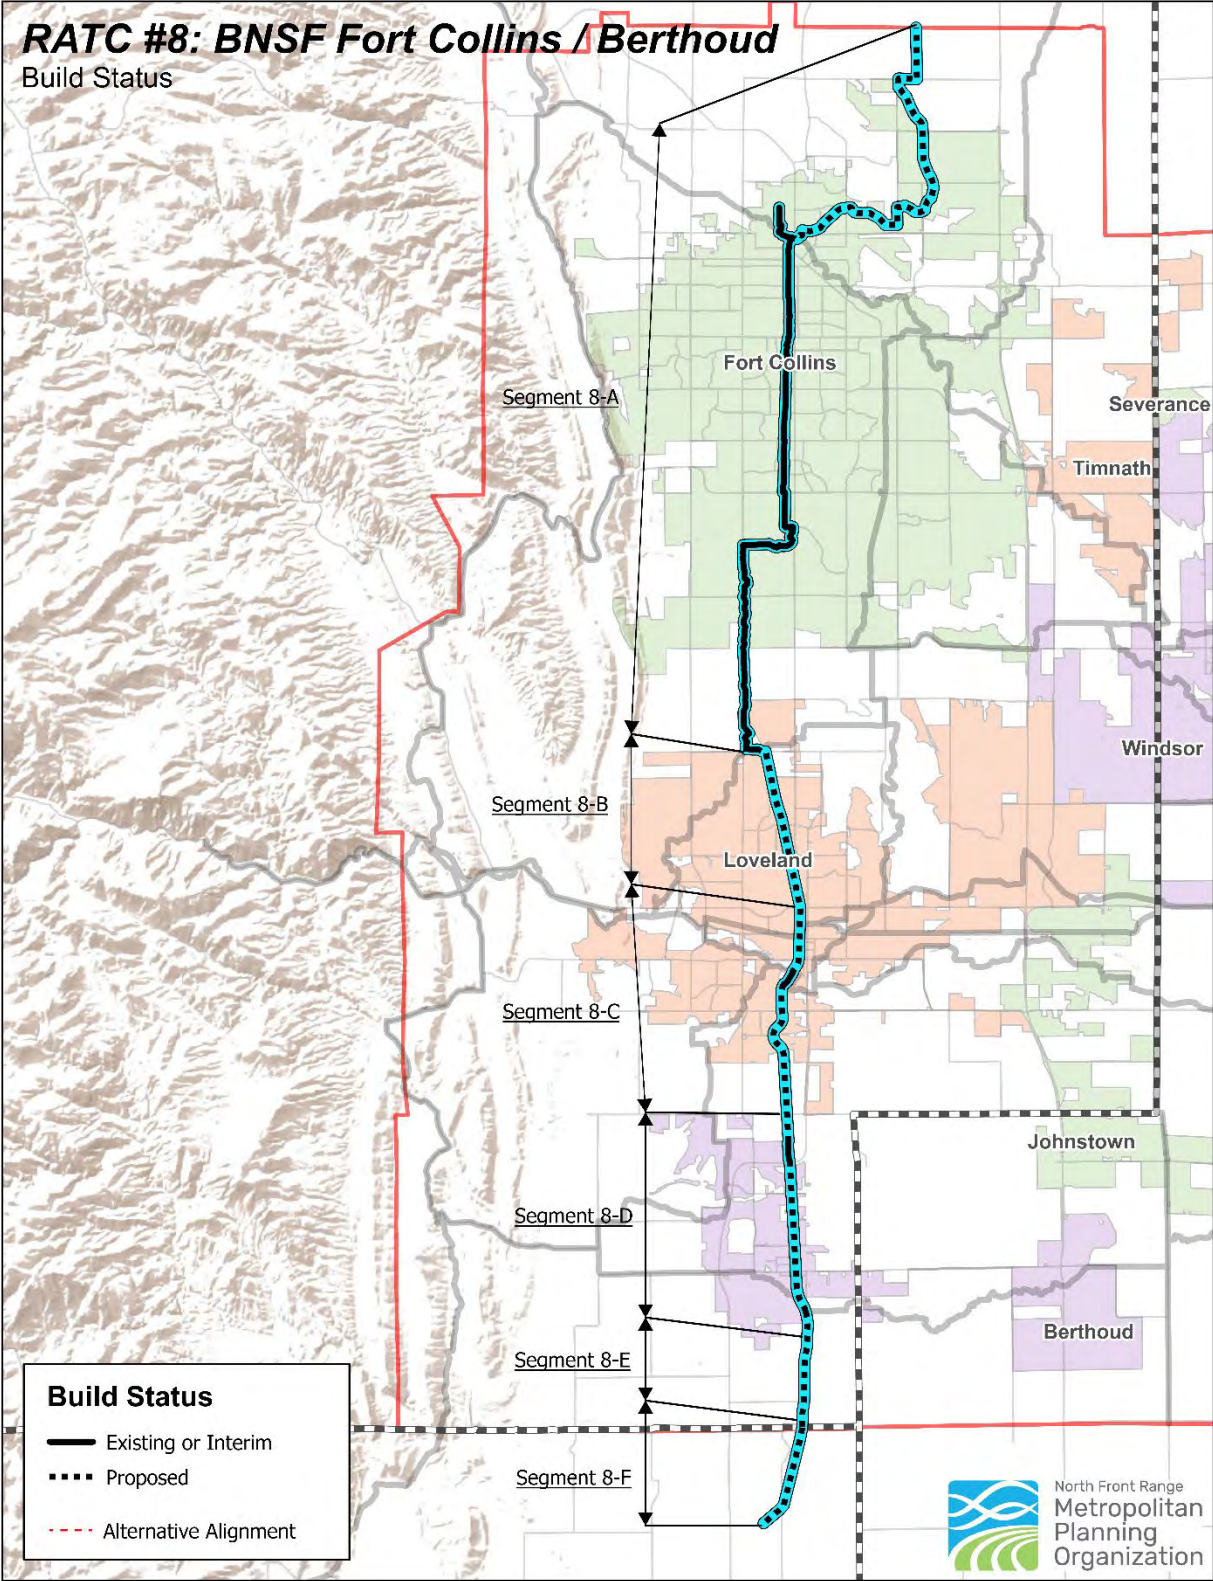 RATC #8: BNSF Fort Collins / Berthoud
Build Status
Fort Collins
Segment 8-A
Severance
Timnath
Windsor
Segment 8-B
Loveland
Segment 8-C
Johnstown
Segment 8-D
Berthoud
Segment 8-E
Segment 8-F
Build Status
Existing or Interim
Proposed
Alternative Alignment
North Front Range
Metropolitan
Planning
Organization